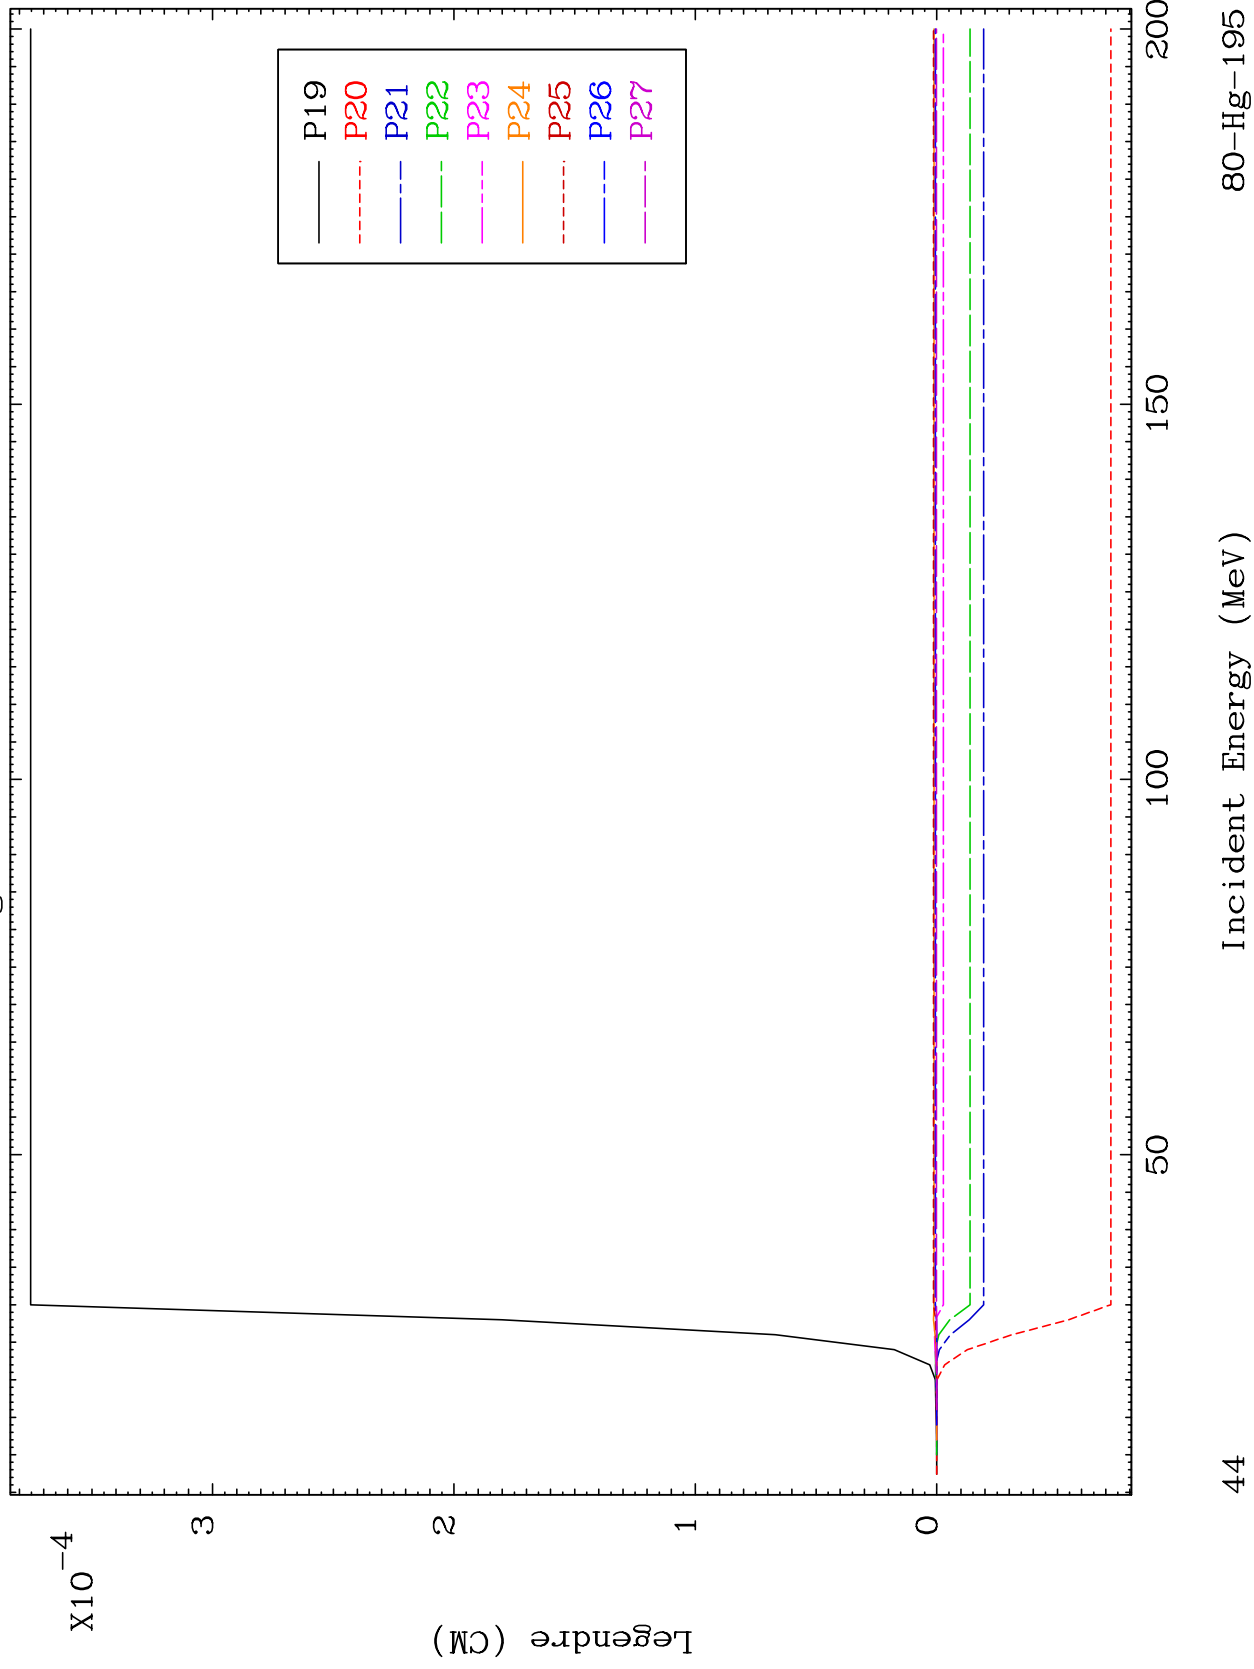 X10-4
3
2
1
0
Legendre (CM)
50
100
150
200
Incident Energy (MeV)
P19
P20
P21
P22
P23
P24
P25
P26
P27
44
80-Hg-195